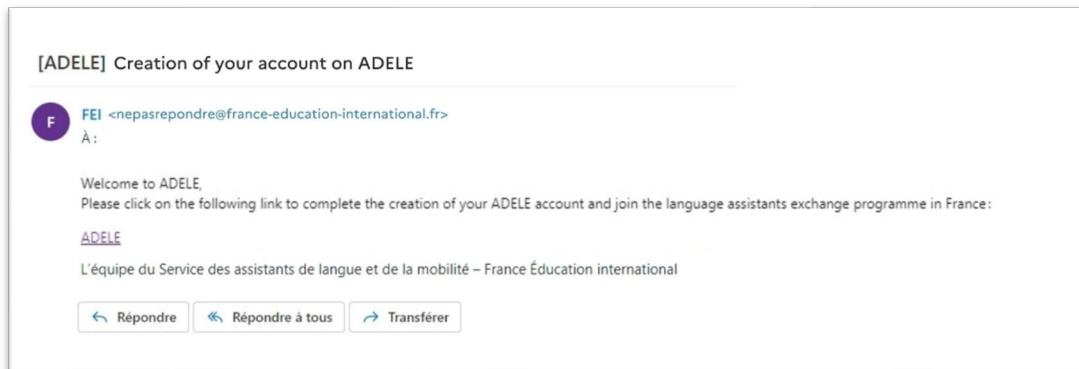 [ADELE] Creation of your account on ADELE
F
FEI <nepasrepondre@france-education-international.fr>
À :
Welcome to ADELE,
Please click on the following link to complete the creation of your ADELE account and join the language assistants exchange programme in France:
ADELE
L'équipe du Service des assistants de langue et de la mobilité – France Éducation international
Répondre Répondre à tous Transférer